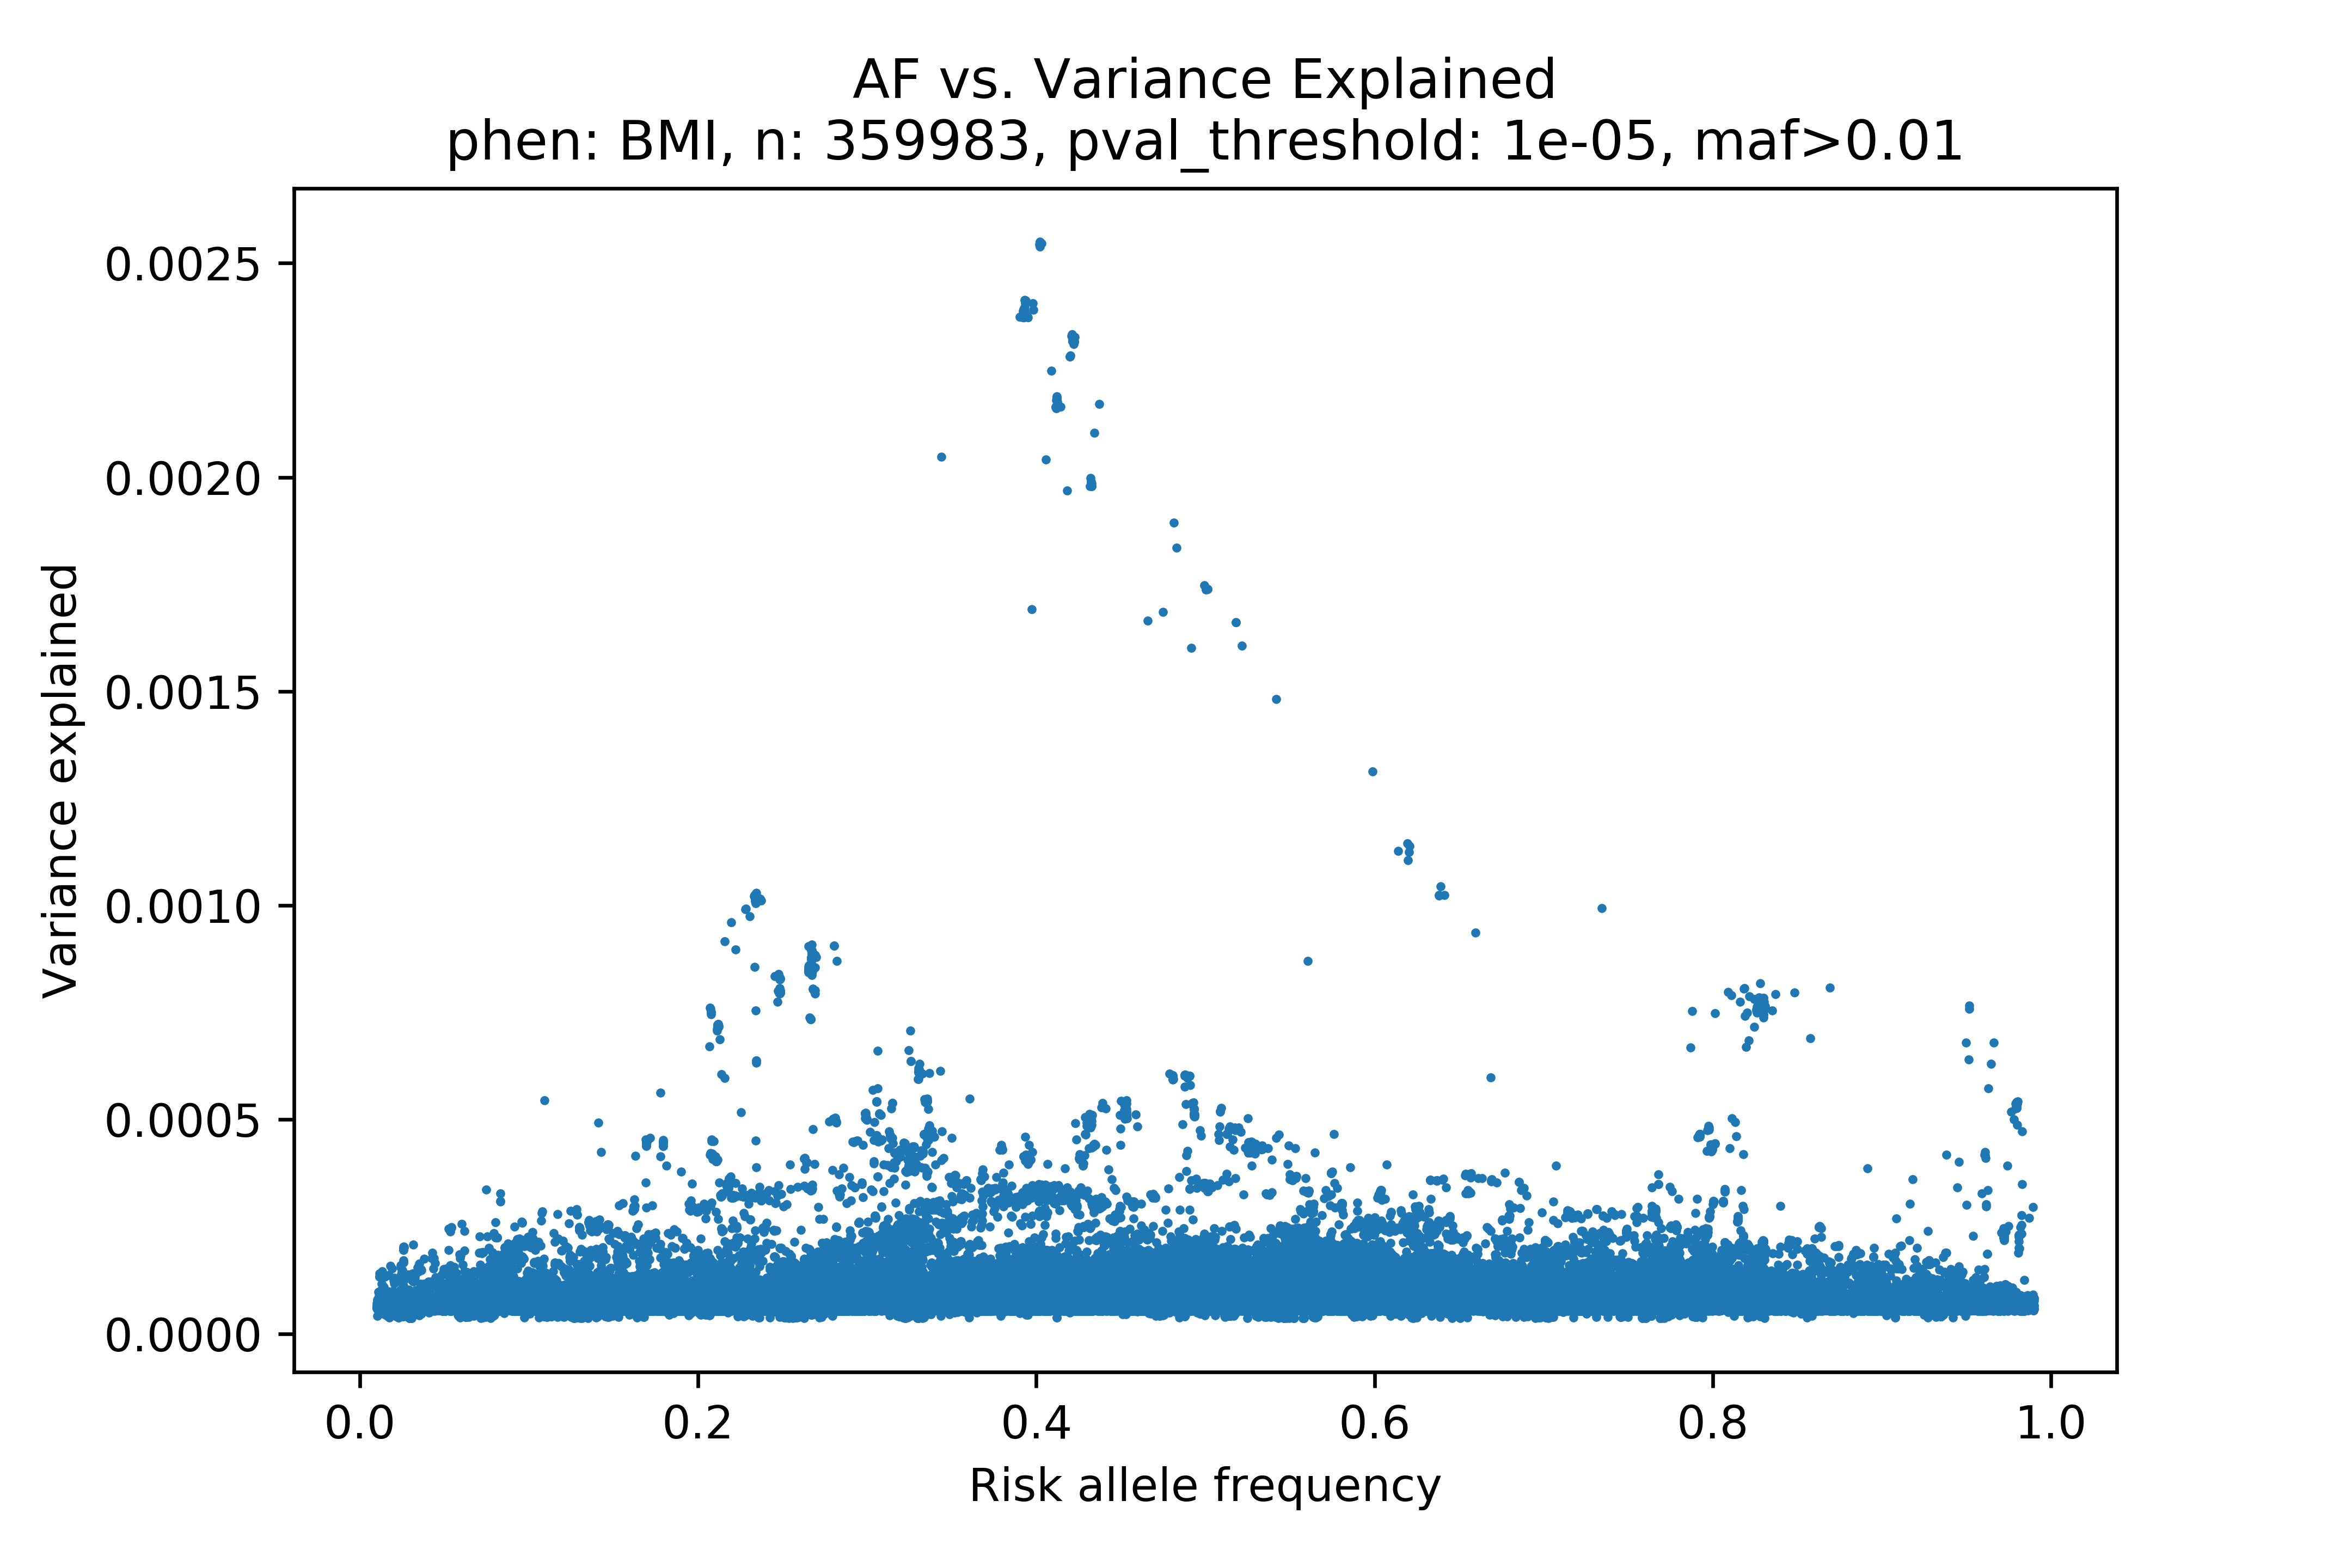 AF vs. Variance Explained
phen: BMI, n: 359983, pval_threshold: 1e-05, maf>0.01
0.0025
0.0020
0.0015
0.0010
0.0005
0.0000
Variance explained
0.0 0.2 0.4 0.6 0.8 1.0
Risk allele frequency